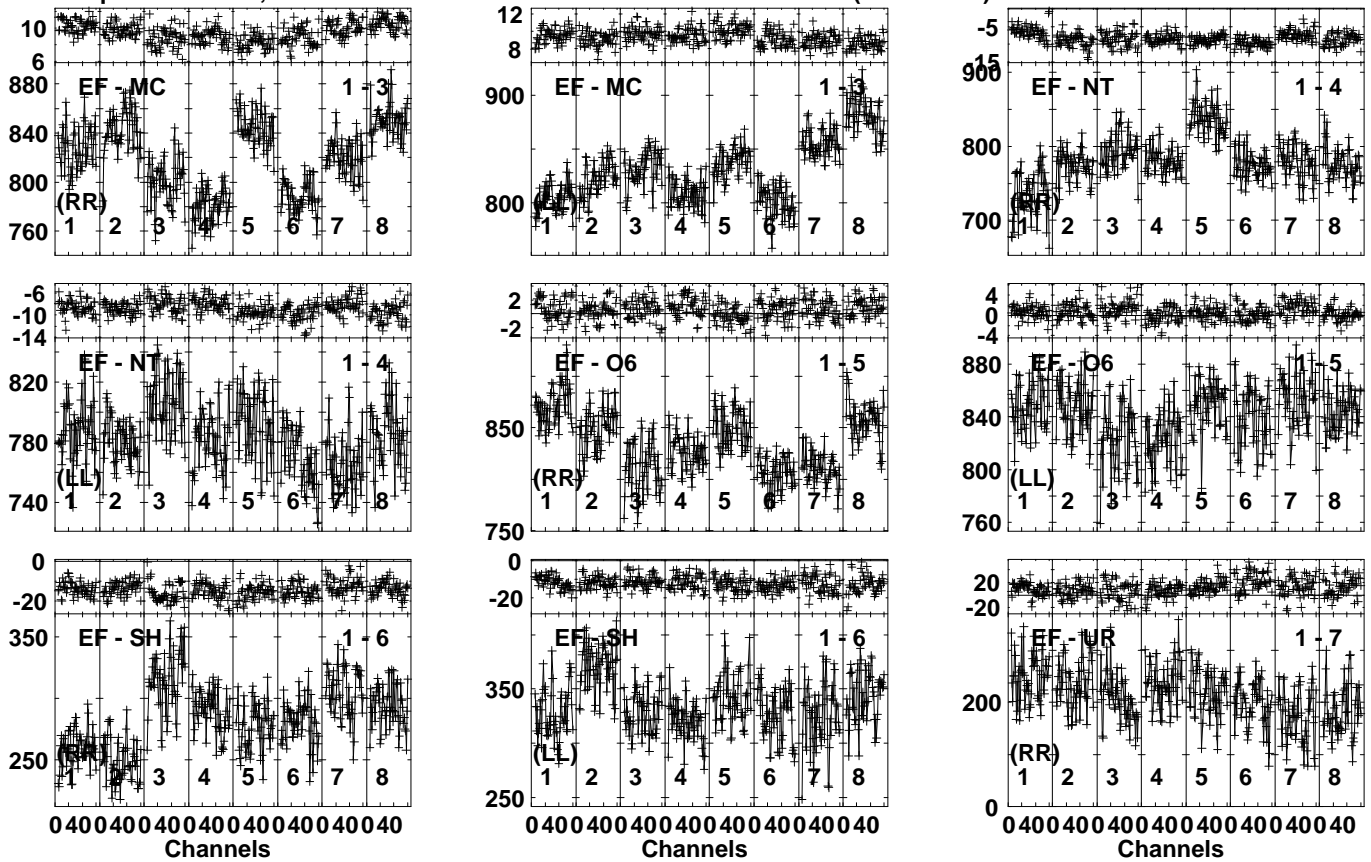 10
6
EF - MC 1 - 3
880
840
800
760
(RR)
1 2 3 4 5 6 7 8
12
8
EF - MC 1 - 3
900
800
(LL)
1 2 3 4 5 6 7 8
-5
-15
EF - NT 1 - 4
900
800
700
(RR)
1 2 3 4 5 6 7 8
-6
-10
-14
EF - NT 1 - 4
820
780
740
(LL)
1 2 3 4 5 6 7 8
2
-2
EF - O6 1 - 5
850
750
(RR)
1 2 3 4 5 6 7 8
4
0
-4
EF - O6 1 - 5
880
840
800
760
(LL)
1 2 3 4 5 6 7 8
0
-20
EF - SH 1 - 6
350
250
(RR)
1 2 3 4 5 6 7 8
0 40 0 40 0 40 0 40 0 40 0 40 0 40 0 40
Channels
0
-20
EF - SH 1 - 6
350
250
(LL)
1 2 3 4 5 6 7 8
0 40 0 40 0 40 0 40 0 40 0 40 0 40 0 40
Channels
20
-20
EF - UR 1 - 7
200
0
(RR)
1 2 3 4 5 6 7 8
0 40 0 40 0 40 0 40 0 40 0 40 0 40 0 40
Channels